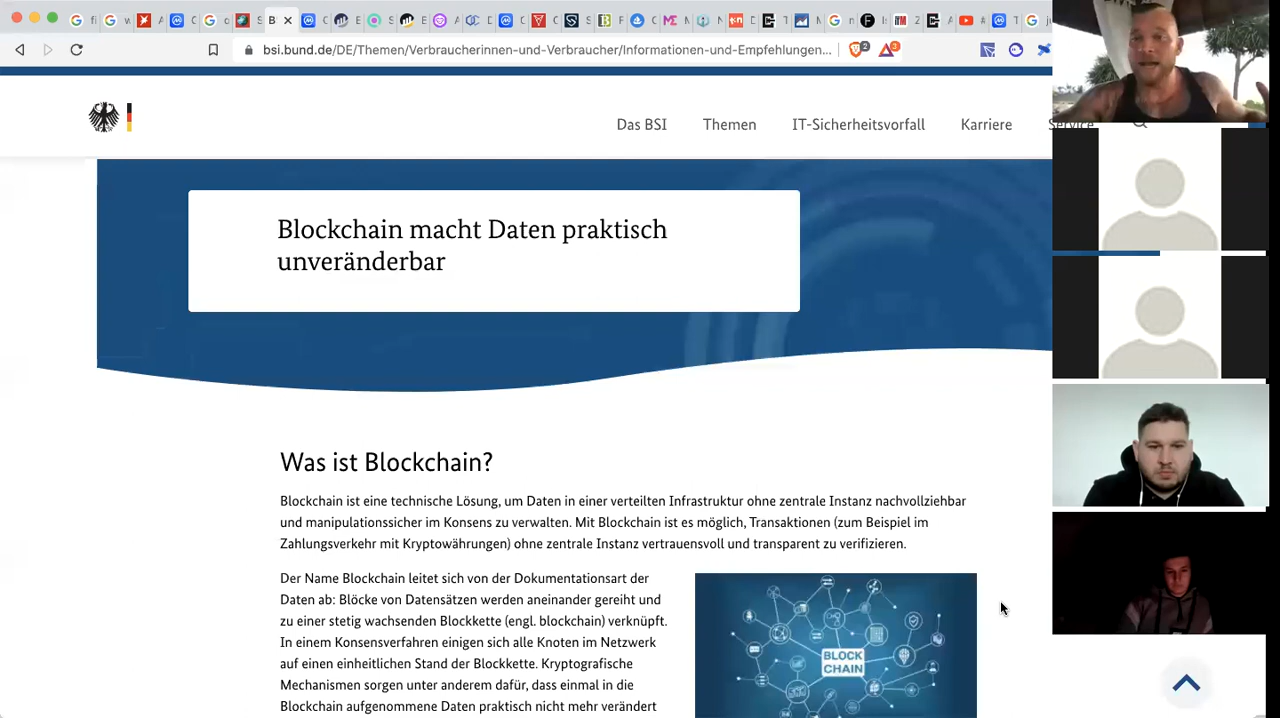 bsi.bund.de/DE/Themen/Verbraucherinnen-und-Verbraucher/Informationen-und-Empfehlungen...
2
3
Das BSI
Themen
IT-Sicherheitsvorfall
Karriere
Service
Blockchain macht Daten praktisch
unveränderbar
Was ist Blockchain?
Blockchain ist eine technische Lösung, um Daten in einer verteilten Infrastruktur ohne zentrale Instanz nachvollziehbar
und manipulationssicher im Konsens zu verwalten. Mit Blockchain ist es möglich, Transaktionen (zum Beispiel im
Zahlungsverkehr mit Kryptowährungen) ohne zentrale Instanz vertrauensvoll und transparent zu verifizieren.
Der Name Blockchain leitet sich von der Dokumentationsart der
Daten ab: Blöcke von Datensätzen werden aneinander gereiht und
zu einer stetig wachsenden Blockkette (engl. blockchain) verknüpft.
In einem Konsensverfahren einigen sich alle Knoten im Netzwerk
auf einen einheitlichen Stand der Blockkette. Kryptografische
Mechanismen sorgen unter anderem dafür, dass einmal in die
Blockchain aufgenommene Daten praktisch nicht mehr verändert
BLOCK
CHAIN